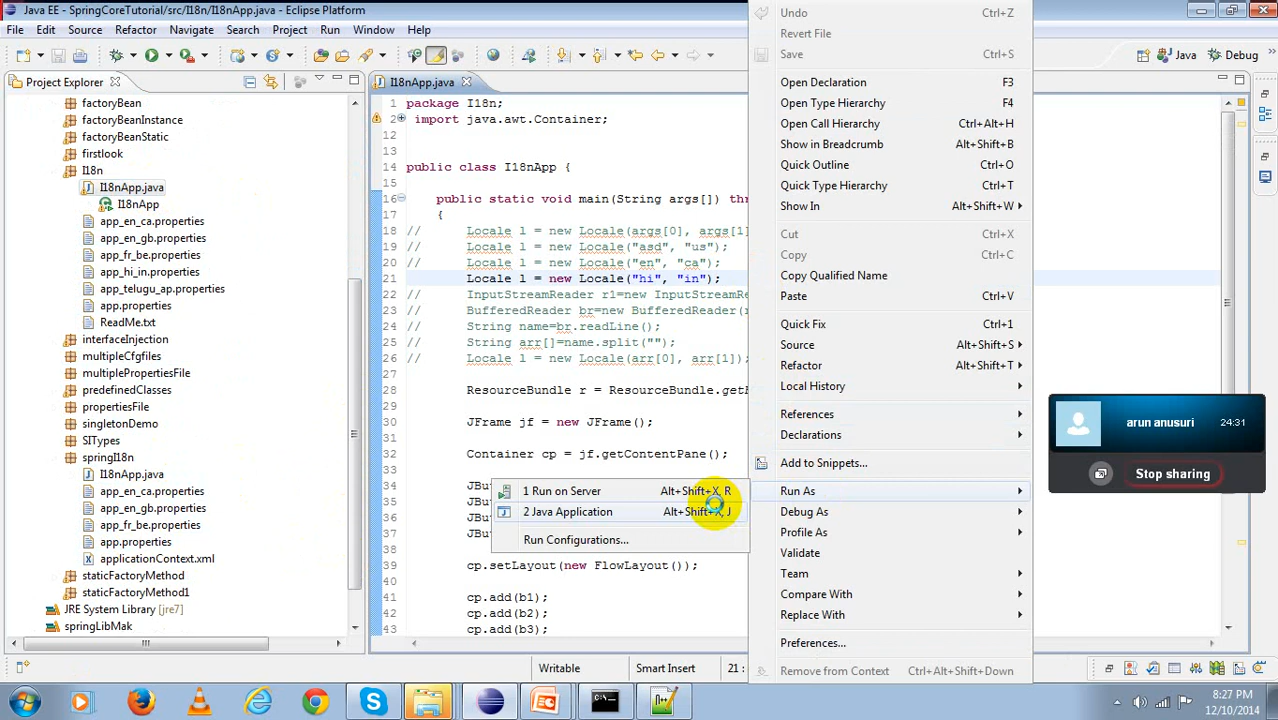 Java EE - SpringCoreTutorial/src/I18n/I18nApp.java - Eclipse Platform
File Edit Source Refactor Navigate Search Project Run Window Help
Java Debug
Project Explorer
factoryBean
factoryBeanInstance
factoryBeanStatic
firstlook
I18n
I18nApp.java
I18nApp
app_en_ca.properties
app_en_gb.properties
app_fr_be.properties
app_hi_in.properties
app_telugu_ap.properties
app.properties
ReadMe.txt
interfaceInjection
multipleCfgfiles
multiplePropertiesFile
predefinedClasses
propertiesFile
singletonDemo
SITypes
springI18n
I18nApp.java
app_en_ca.properties
app_fr_be.properties
app.properties
applicationContext.xml
staticFactoryMethod
staticFactoryMethod1
JRE System Library [jre7]
springLibMak
I18nApp.java
1 package I18n;
2 import java.awt.Container;
12
13
14 public class I18nApp {
15
16 public static void main(String args[]) thr
17 {
18 // Locale l = new Locale(args[0], args[1]
19 // Locale l = new Locale("asd", "us");
20 // Locale l = new Locale("en", "ca");
21 Locale l = new Locale("hi", "in");
22 // InputStreamReader r1=new InputStreamRe
23 // BufferedReader br=new BufferedReader(r
24 // String name=br.readLine();
25 // String arr[]=name.split("");
26 // Locale l = new Locale(arr[0], arr[1]);
27
28 ResourceBundle r = ResourceBundle.get
29
30 JFrame jf = new JFrame();
31
32 Container cp = jf.getContentPane();
33
34 JBu
35 JBu
36 JBu
37 JBu
38
39 cp.setLayout(new FlowLayout());
40
41 cp.add(b1);
42 cp.add(b2);
43 cp.add(b3);
1 Run on Server Alt+Shift+X, R
2 Java Application Alt+Shift+X, J
Run Configurations...
Undo Ctrl+Z
Revert File
Save Ctrl+S
Open Declaration F3
Open Type Hierarchy F4
Open Call Hierarchy Ctrl+Alt+H
Show in Breadcrumb Alt+Shift+B
Quick Outline Ctrl+O
Quick Type Hierarchy Ctrl+T
Show In Alt+Shift+W
Cut Ctrl+X
Copy Ctrl+C
Copy Qualified Name
Paste Ctrl+V
Quick Fix Ctrl+1
Source Alt+Shift+S
Refactor Alt+Shift+T
Local History
References
Declarations
Add to Snippets...
Run As
Debug As
Profile As
Validate
Team
Compare With
Replace With
Preferences...
Remove from Context Ctrl+Alt+Shift+Down
arun anusuri 24:31
Stop sharing
Writable Smart Insert 21 :
8:27 PM
12/10/2014